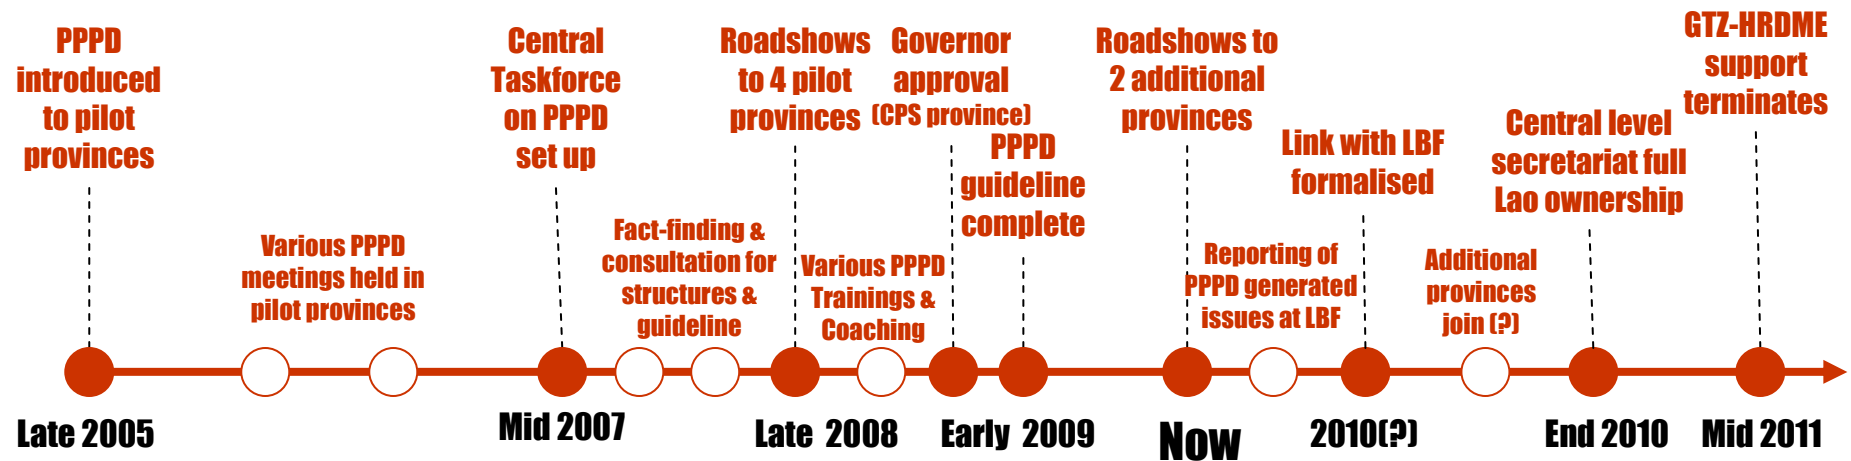 PPPD
introduced
to pilot
provinces
Various PPPD
meetings held in
pilot provinces
Central
Taskforce
on PPPD
set up
Fact-finding &
consultation for
structures &
guideline
Roadshows
to 4 pilot
provinces
Various PPPD
Trainings &
Coaching
Governor
approval
(CPS province)
PPPD
guideline
complete
Roadshows to
2 additional
provinces
Reporting of
PPPD generated
issues at LBF
Link with LBF
formalised
Additional
provinces
join (?)
Central level
secretariat full
Lao ownership
GTZ-HRDME
support
terminates
Late 2005
Mid 2007
Late 2008
Early 2009
Now
2010(?)
End 2010
Mid 2011